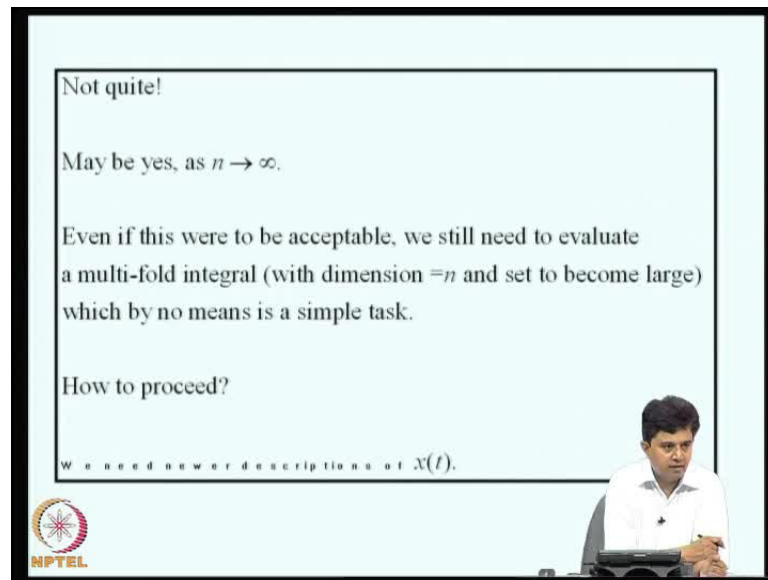 Not quite!
May be yes, as n → ∞.
Even if this were to be acceptable, we still need to evaluate
a multi-fold integral (with dimension =n and set to become large)
which by no means is a simple task.
How to proceed?
We need newer descriptions of x(t).
NPTEL